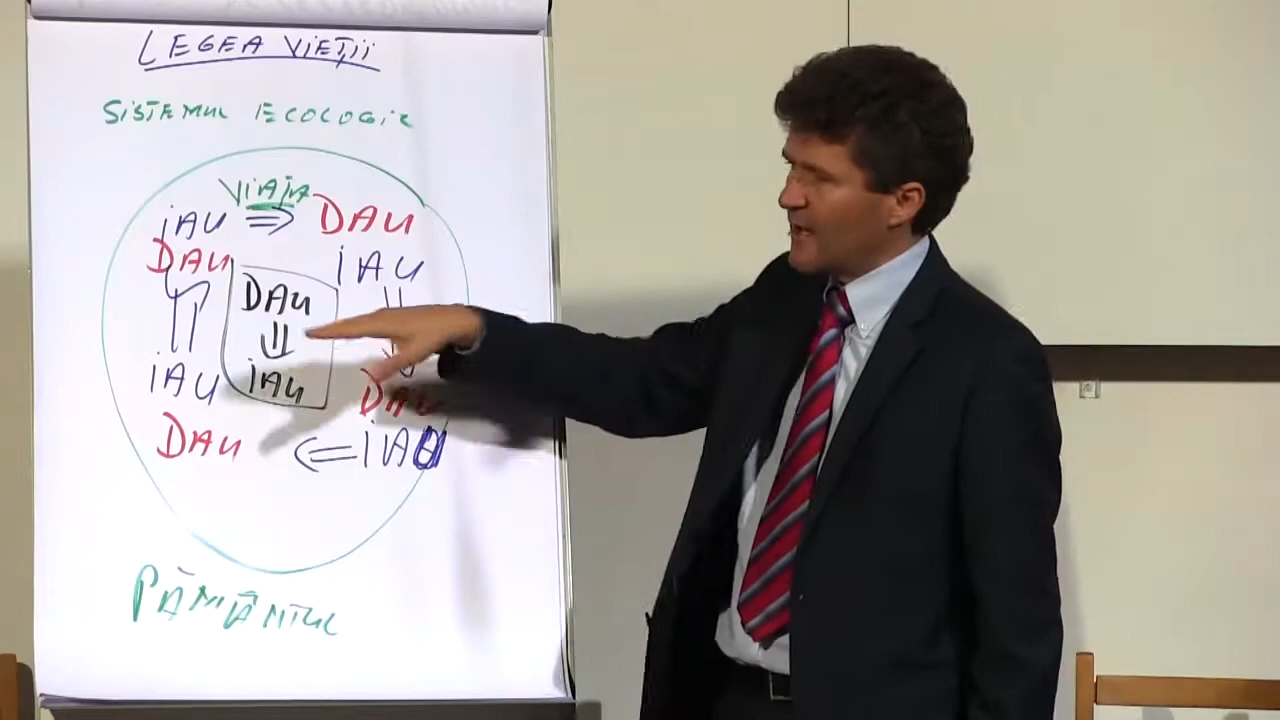 LEGEA VIEȚII
SISTEMUL ECOLOGIC
VIAȚA
IAU ⇒ DAU
DAU IAU
DAU
⇓
IAU
IAU DAU
DAU ⇐ IAU
PĂMÂNTUL